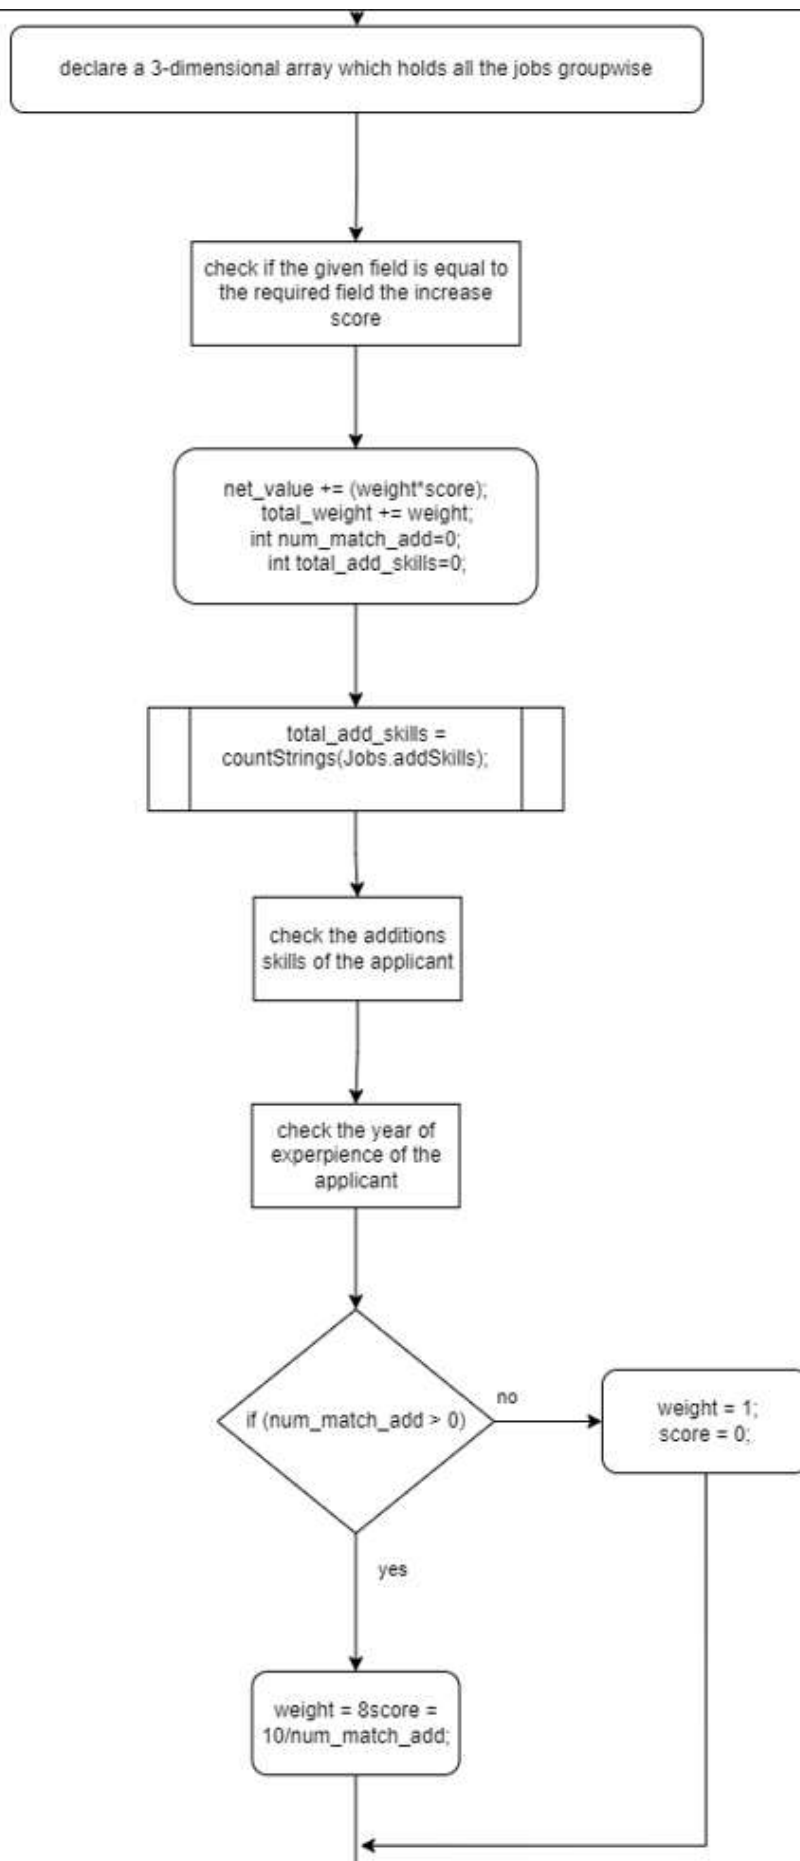 declare a 3-dimensional array which holds all the jobs groupwise
check if the given field is equal to
the required field the increase
score
net_value += (weight*score);
total_weight += weight;
int num_match_add=0;
int total_add_skills=0;
total_add_skills =
countStrings(Jobs.addSkills);
check the additions
skills of the applicant
check the year of
experpience of the
applicant
if (num_match_add > 0)
no
weight = 1;
score = 0;
yes
weight = 8score =
10/num_match_add;